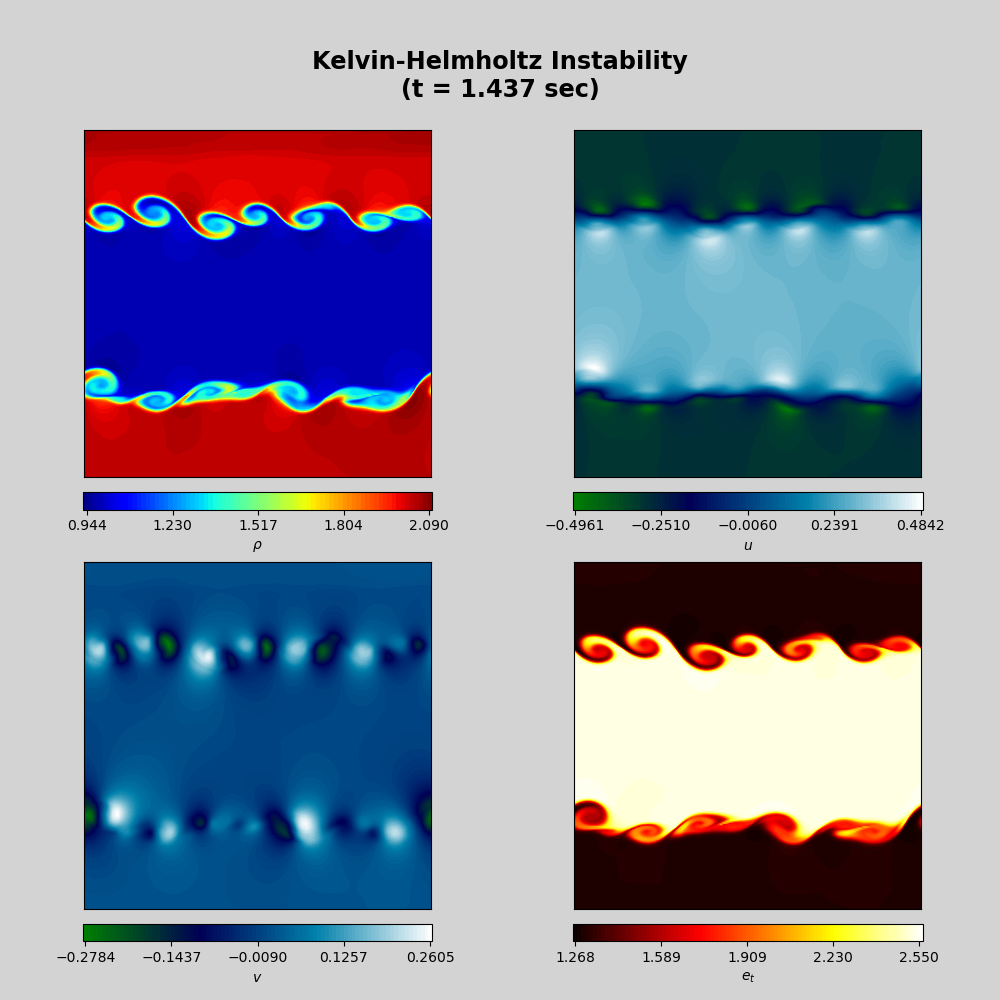 Kelvin-Helmholtz Instability
(t = 1.437 sec)
0.944 1.230 1.517 1.804 2.090
ρ
−0.4961 −0.2510 −0.0060 0.2391 0.4842
u
−0.2784 −0.1437 −0.0090 0.1257 0.2605
v
1.268 1.589 1.909 2.230 2.550
eₜ